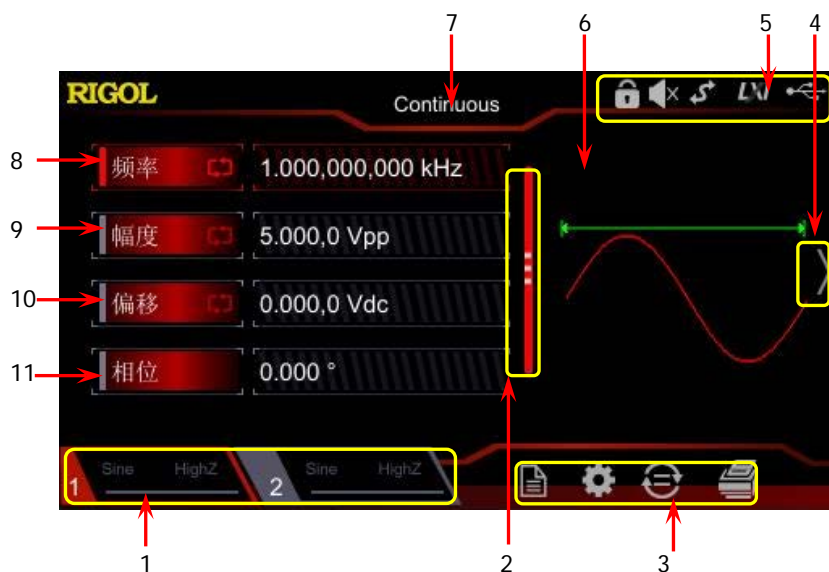 7 6 5 4
RIGOL
Continuous
LXI
8 频率 1.000,000,000 kHz
9 幅度 5.000,0 Vpp
10 偏移 0.000,0 Vdc
11 相位 0.000 °
1 Sine HighZ 2 Sine HighZ
1 2 3